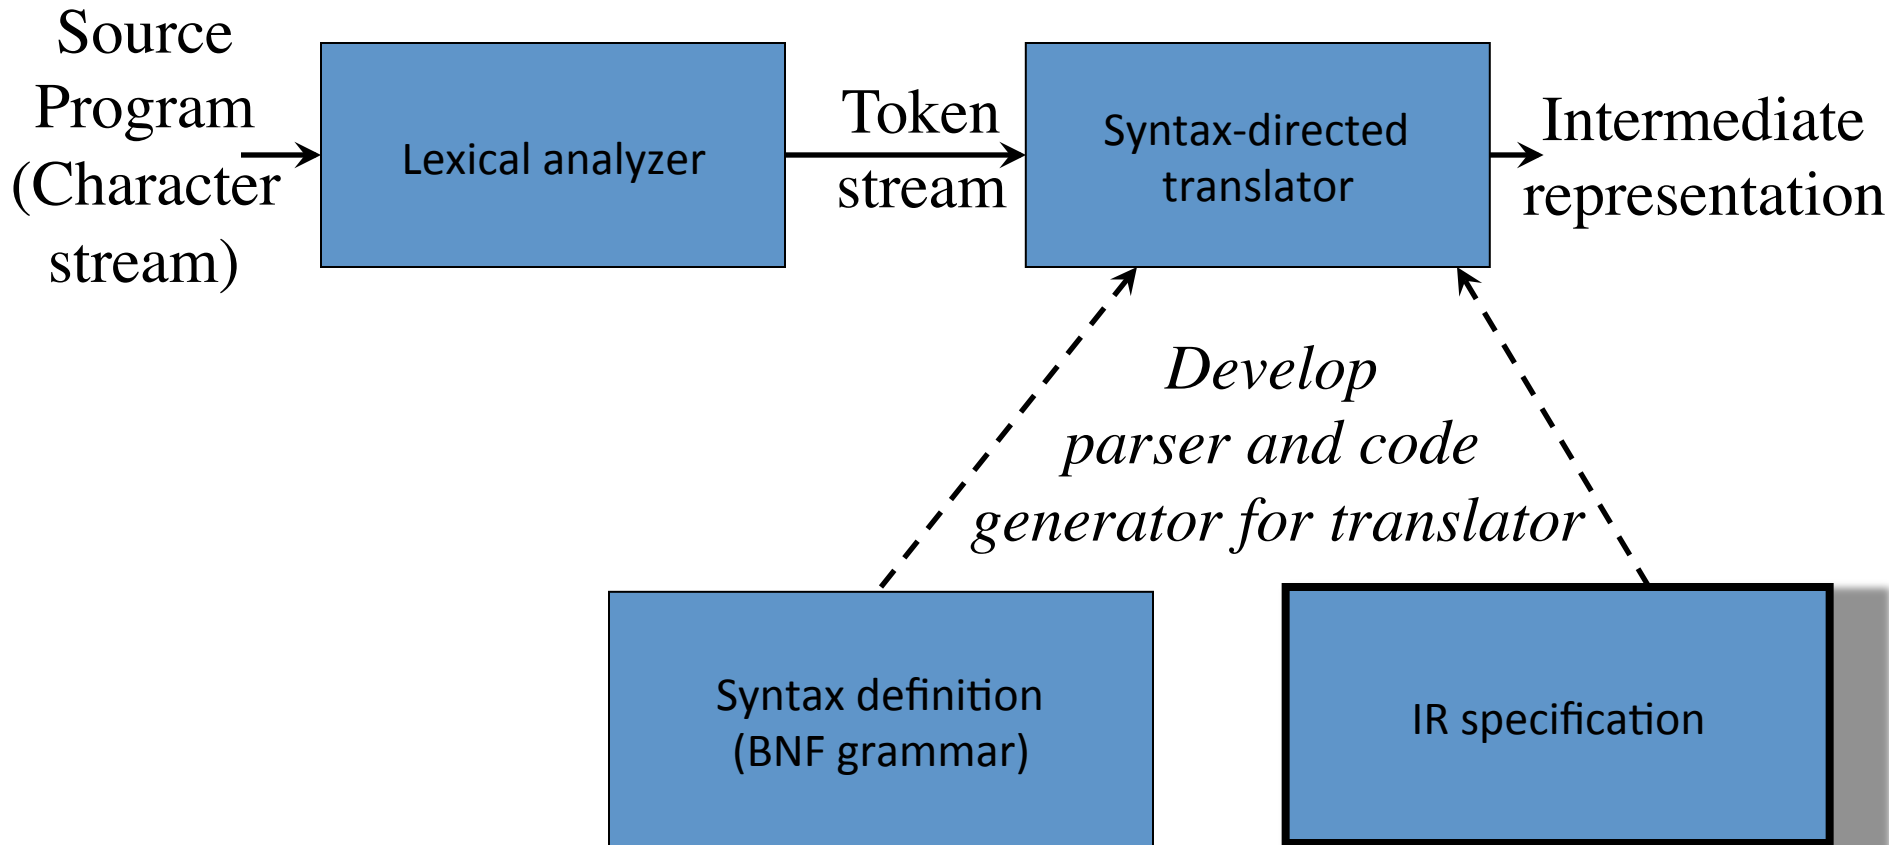 Source
Program
(Character
stream)
Lexical analyzer
Token
stream
Syntax-directed
translator
Intermediate
representation
Develop
parser and code
generator for translator
Syntax definition
(BNF grammar)
IR specification